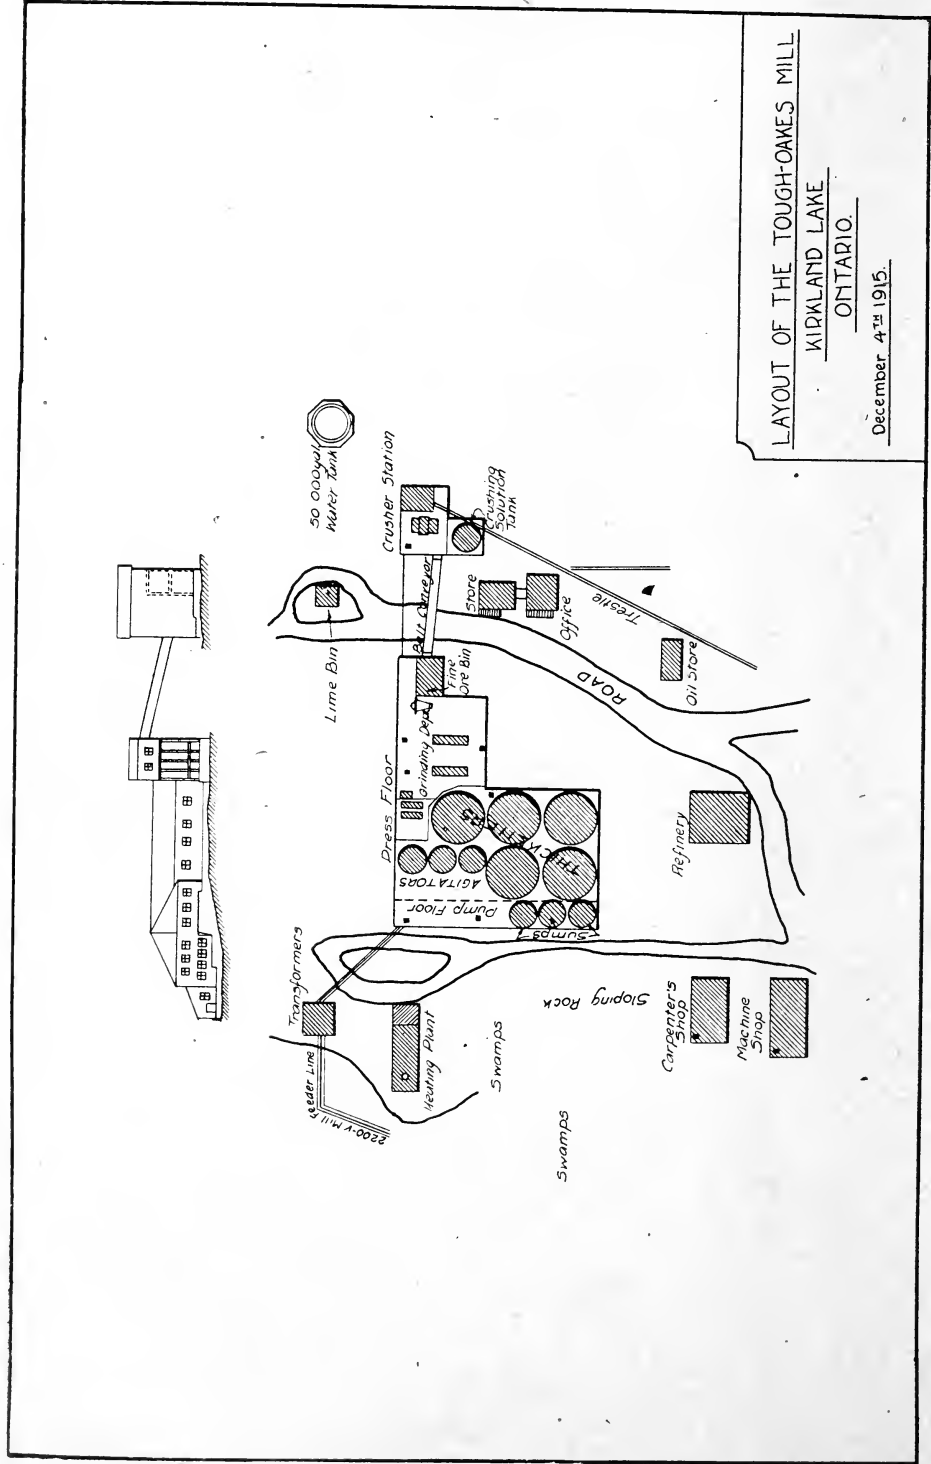 LAYOUT OF THE TOUGH-OAKES MILL
KIRKLAND LAKE
ONTARIO.
December 4TH 1915.
50 000 gal.
Water Tank
Crusher Station
Crushing
Solution
Tank
Lime Bin
Belt Conveyor
Store
Office
Trestle
Fine
Ore Bin
ROAD
Oil Store
Grinding Dept
Press Floor
THICKENERS
AGITATORS
Pump Floor
Sumps
Refinery
Transformers
2200-V Mill Feeder Line
Heating Plant
Swamps
Sloping Rock
Swamps
Carpenter's
Shop
Machine
Shop